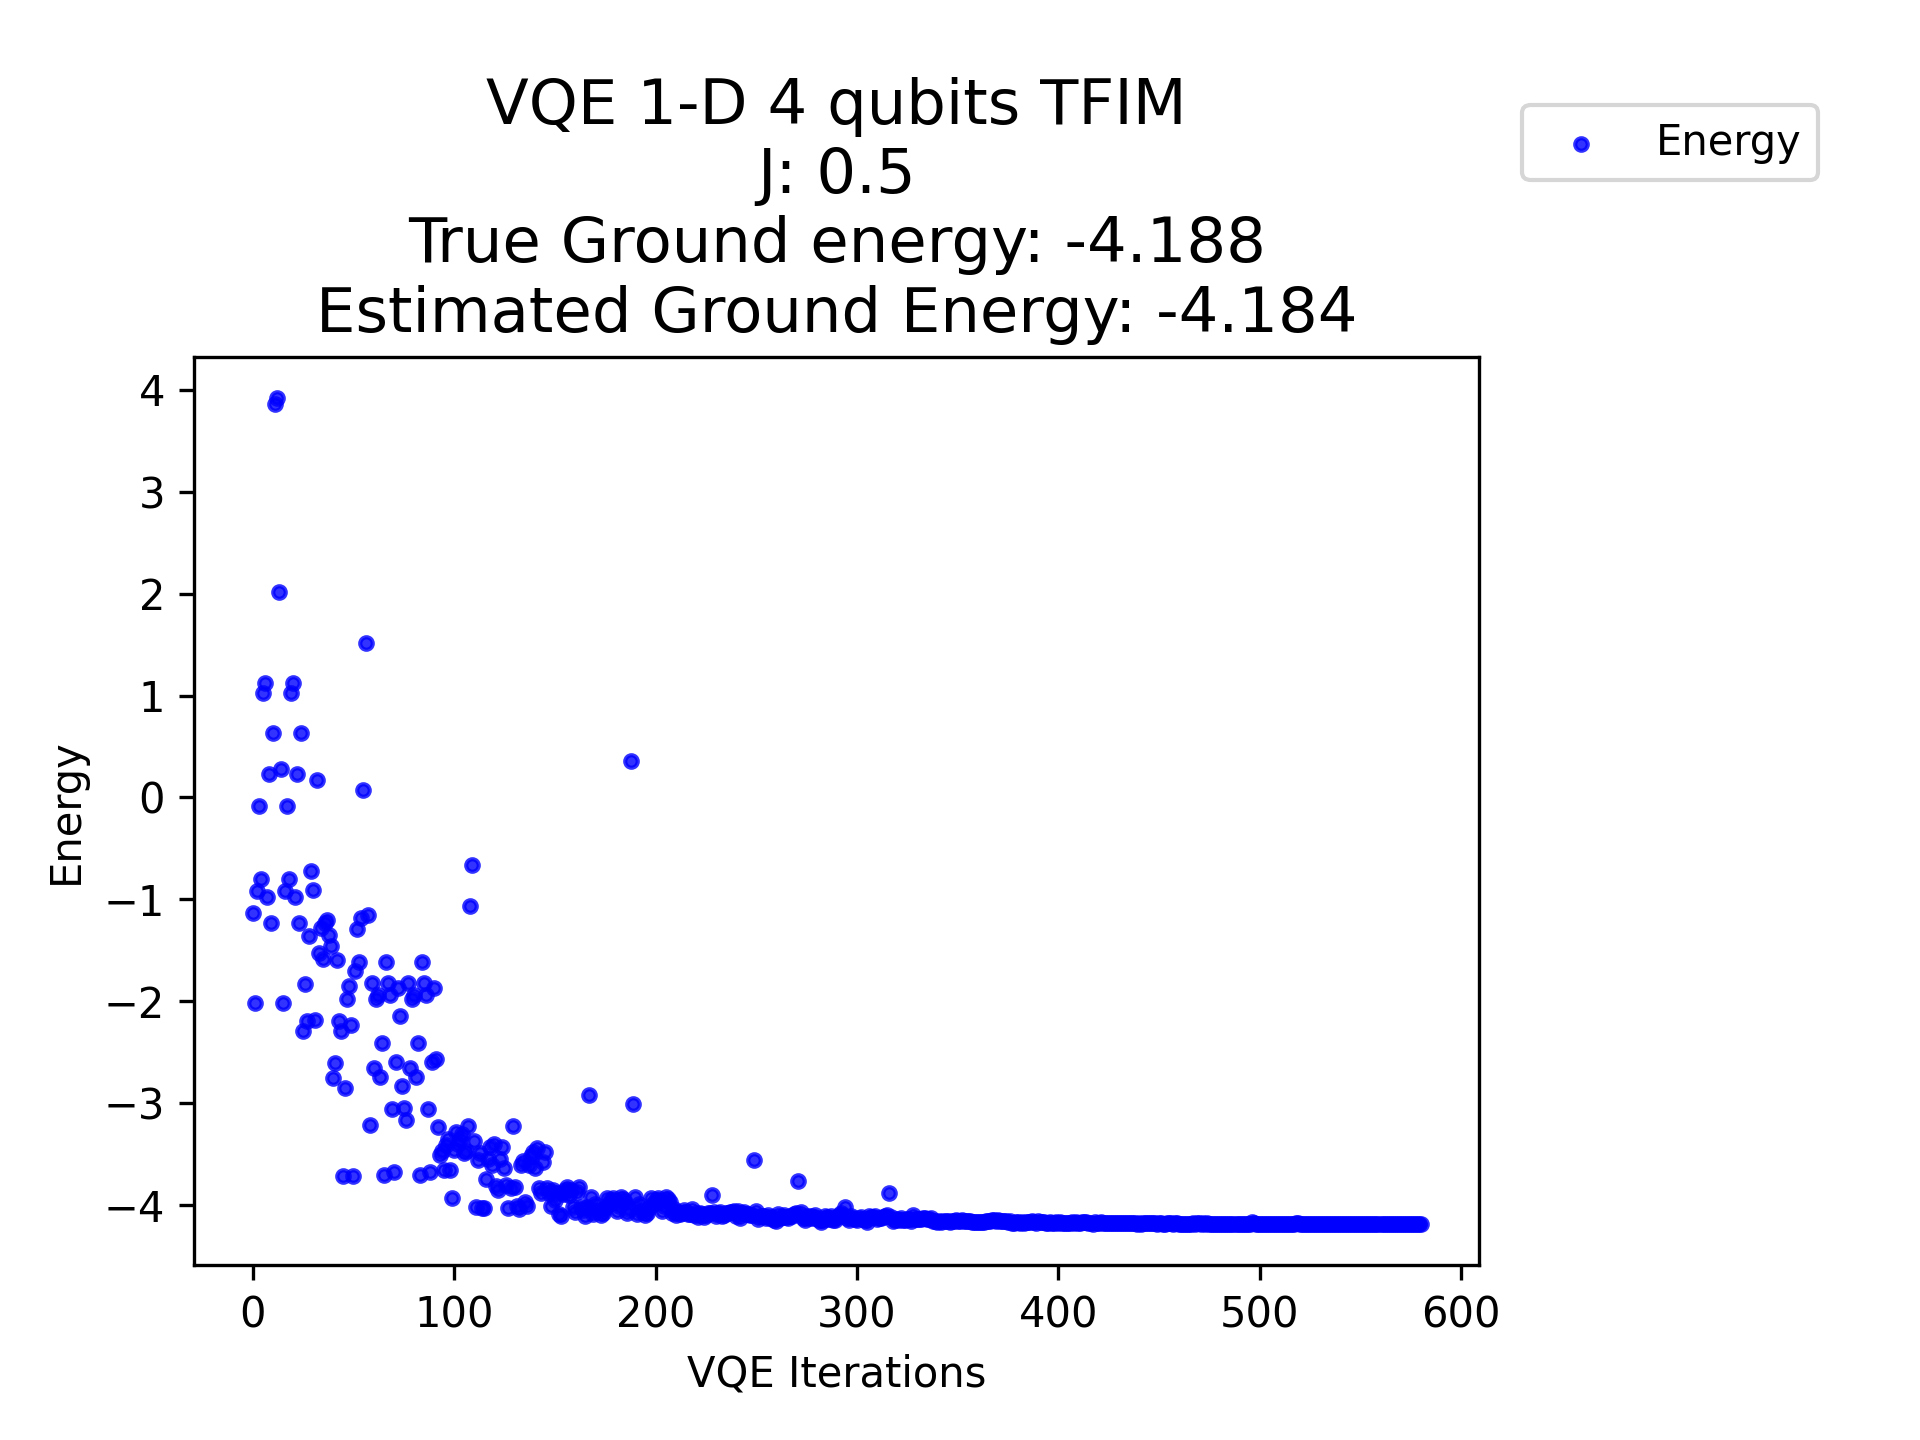 VQE 1-D 4 qubits TFIM
J: 0.5
True Ground energy: -4.188
Estimated Ground Energy: -4.184
Energy
4
3
2
1
0
−1
−2
−3
−4
Energy
0 100 200 300 400 500 600
VQE Iterations